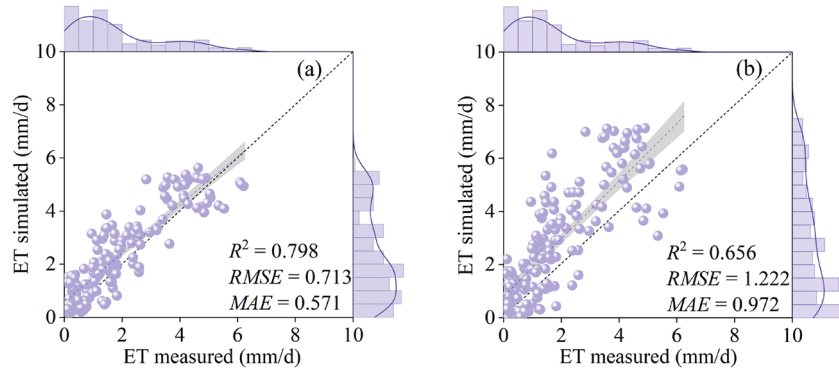 (a)
ET simulated (mm/d)
10
8
6
4
2
0
R² = 0.798
RMSE = 0.713
MAE = 0.571
0 2 4 6 8 10
ET measured (mm/d)
(b)
ET simulated (mm/d)
10
8
6
4
2
0
R² = 0.656
RMSE = 1.222
MAE = 0.972
0 2 4 6 8 10
ET measured (mm/d)